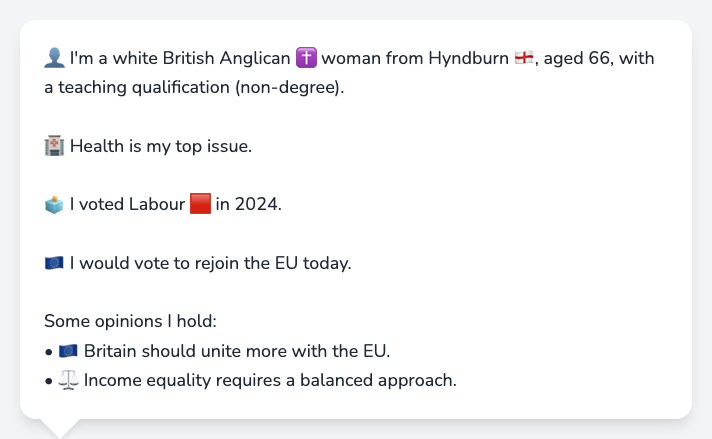 👤 I'm a white British Anglican ✝️ woman from Hyndburn 🏴󠁧󠁢󠁥󠁮󠁧󠁿, aged 66, with
a teaching qualification (non-degree).
🏥 Health is my top issue.
🗳️ I voted Labour 🟥 in 2024.
🇪🇺 I would vote to rejoin the EU today.
Some opinions I hold:
• 🇪🇺 Britain should unite more with the EU.
• ⚖️ Income equality requires a balanced approach.